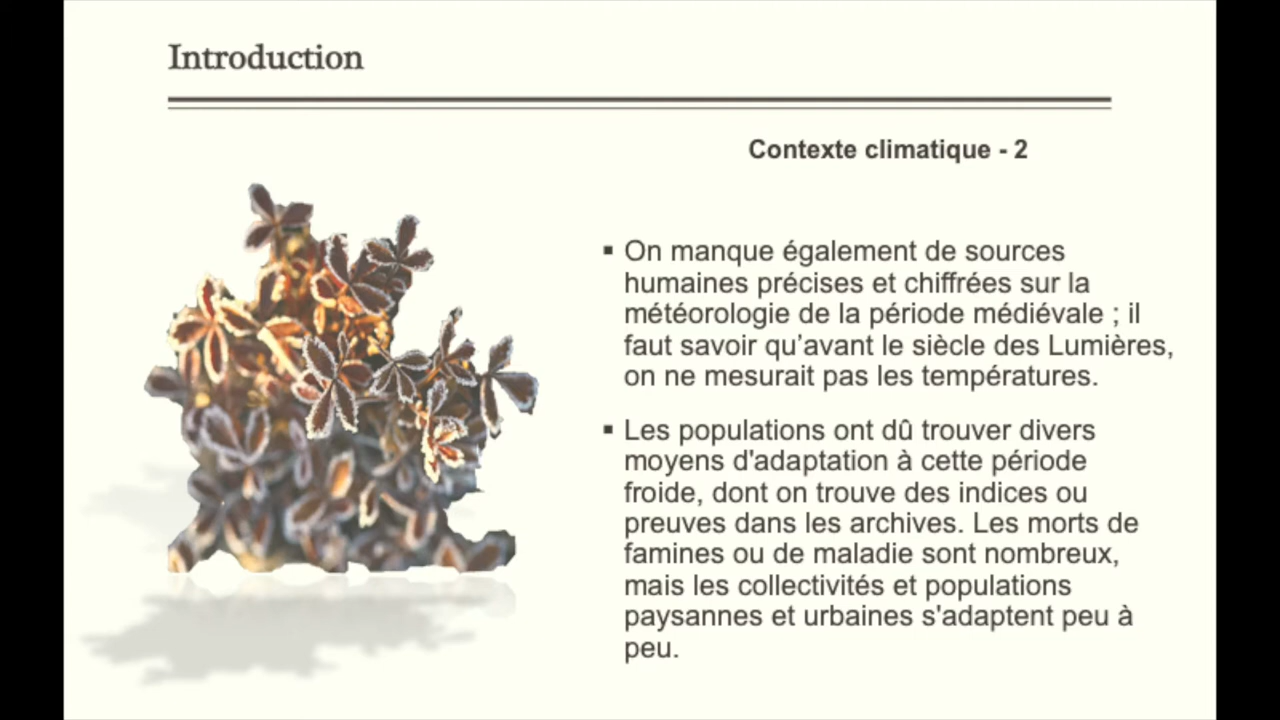 Introduction
Contexte climatique - 2
▪ On manque également de sources
humaines précises et chiffrées sur la
météorologie de la période médiévale ; il
faut savoir qu’avant le siècle des Lumières,
on ne mesurait pas les températures.
▪ Les populations ont dû trouver divers
moyens d'adaptation à cette période
froide, dont on trouve des indices ou
preuves dans les archives. Les morts de
famines ou de maladie sont nombreux,
mais les collectivités et populations
paysannes et urbaines s'adaptent peu à
peu.